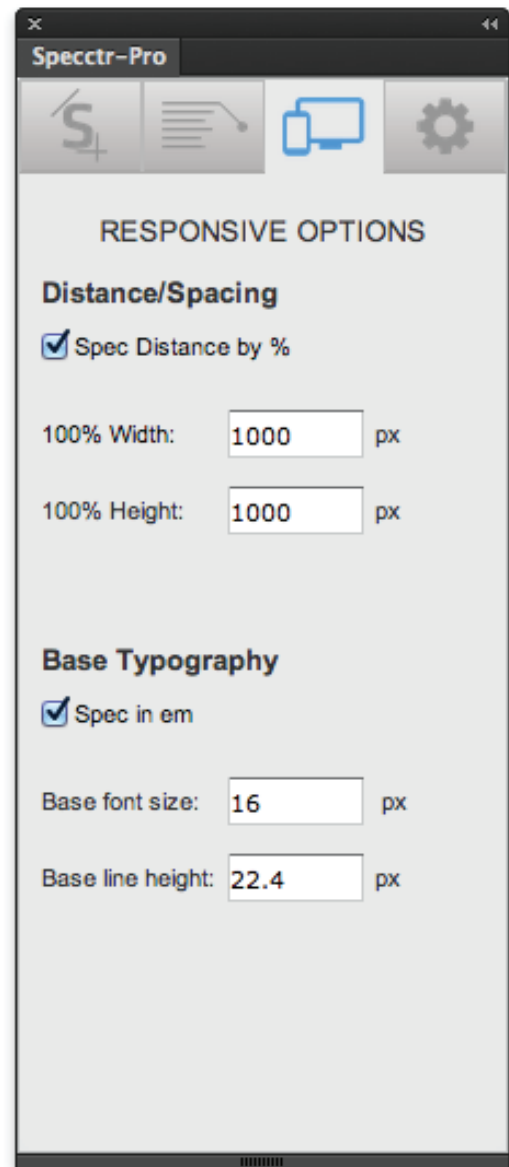 Specctr-Pro
RESPONSIVE OPTIONS
Distance/Spacing
Spec Distance by %
100% Width: 1000 px
100% Height: 1000 px
Base Typography
Spec in em
Base font size: 16 px
Base line height: 22.4 px